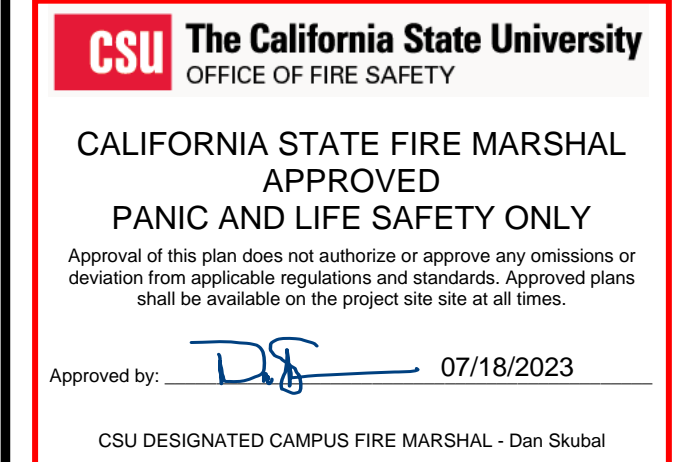 CSU The California State University
OFFICE OF FIRE SAFETY
CALIFORNIA STATE FIRE MARSHAL
APPROVED
PANIC AND LIFE SAFETY ONLY
Approval of this plan does not authorize or approve any omissions or
deviation from applicable regulations and standards. Approved plans
shall be available on the project site site at all times.
Approved by: 07/18/2023
CSU DESIGNATED CAMPUS FIRE MARSHAL - Dan Skubal